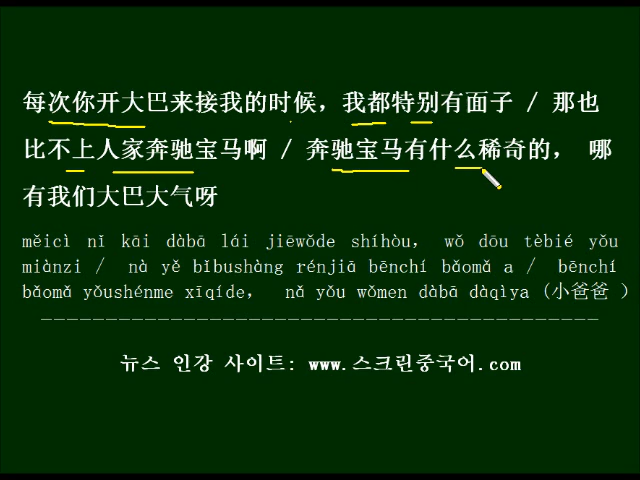 每次你开大巴来接我的时候，我都特别有面子 / 那也
比不上人家奔驰宝马啊 / 奔驰宝马有什么稀奇的， 哪
有我们大巴大气呀
měicì nǐ kāi dàbā lái jiēwǒde shíhòu， wǒ dōu tèbié yǒu
miànzi / nà yě bǐbushàng rénjiā bēnchí bǎomǎ a / bēnchí
bǎomǎ yǒushénme xīqíde， nǎ yǒu wǒmen dàbā dàqìya (小爸爸 )
뉴스 인강 사이트: www.스크린중국어.com